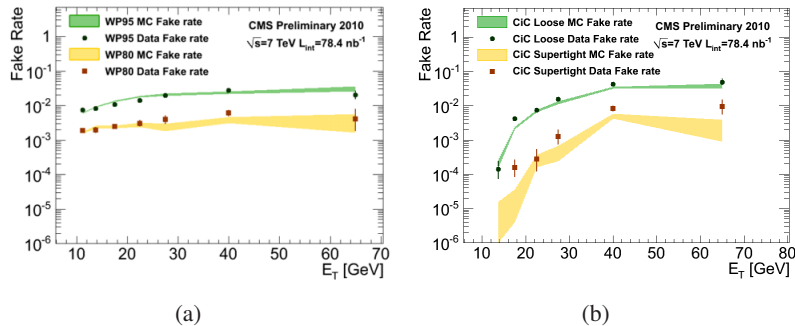 WP95 MC Fake rate
WP95 Data Fake rate
WP80 MC Fake rate
WP80 Data Fake rate
CMS Preliminary 2010
√s=7 TeV Lint=78.4 nb-1
Fake Rate
1
10-1
10-2
10-3
10-4
10-5
10-6
10 20 30 40 50 60 70
ET [GeV]
(a)
CiC Loose MC Fake rate
CiC Loose Data Fake rate
CiC Supertight MC Fake rate
CiC Supertight Data Fake rate
CMS Preliminary 2010
√s=7 TeV Lint=78.4 nb-1
Fake Rate
1
10-1
10-2
10-3
10-4
10-5
10-6
10 20 30 40 50 60 70 80
ET [GeV]
(b)